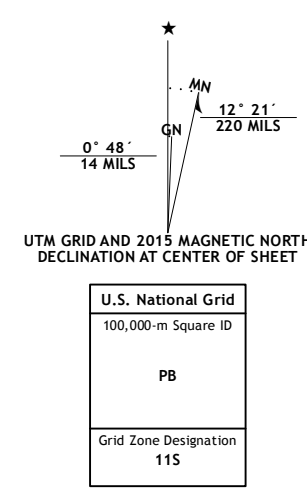 ★
MN
GN
12° 21´
220 MILS
0° 48´
14 MILS
UTM GRID AND 2015 MAGNETIC NORTH
DECLINATION AT CENTER OF SHEET
U.S. National Grid
100,000-m Square ID
PB
Grid Zone Designation
11S